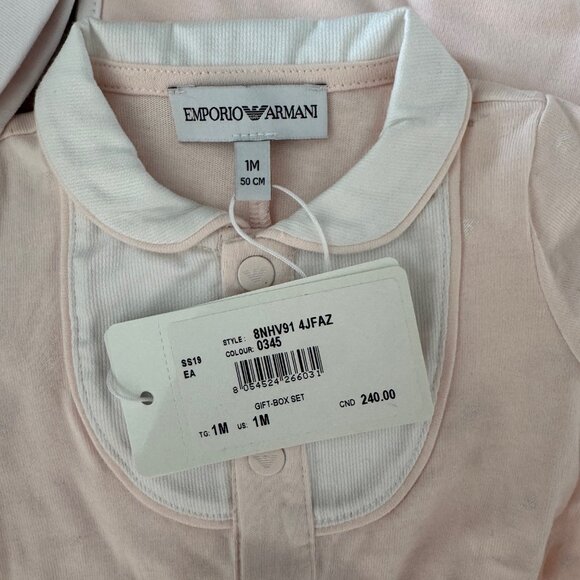 EMPORIO ARMANI
1M
50 CM
STYLE: 8NHV91 4JFAZ
SS19 COLOUR: 0345
EA
8 054524 266031
GIFT-BOX SET
CND 240.00
TG: 1M US: 1M